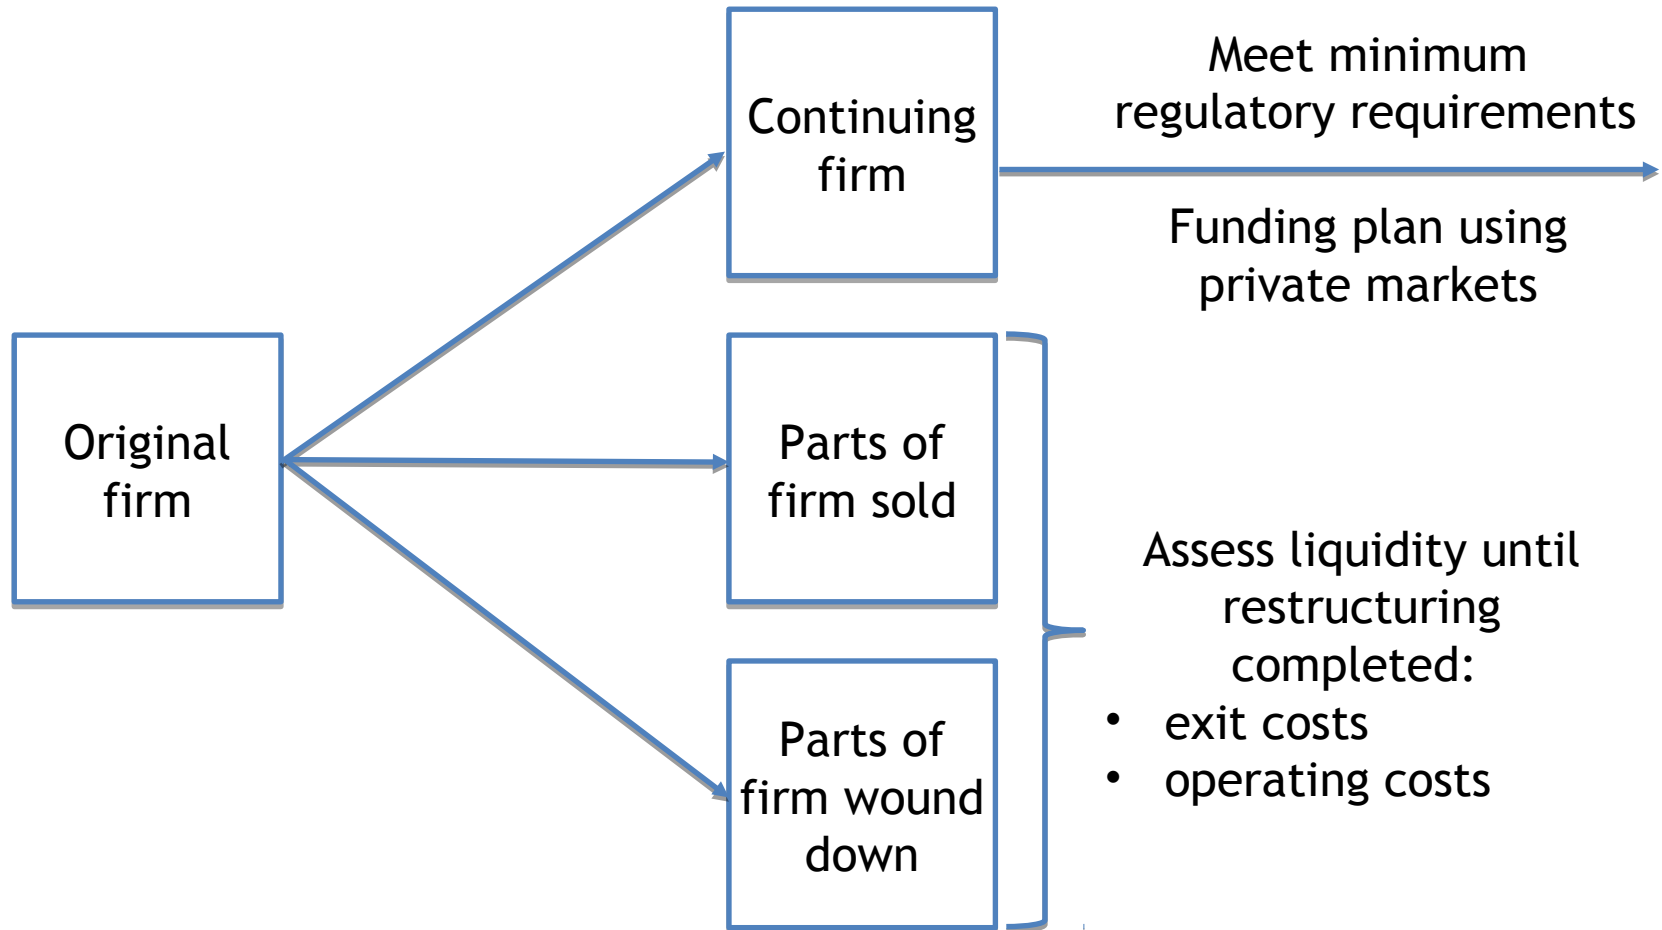 Original
firm
Continuing
firm
Meet minimum
regulatory requirements
Funding plan using
private markets
Parts of
firm sold
Parts of
firm wound
down
Assess liquidity until
restructuring
completed:
• exit costs
• operating costs